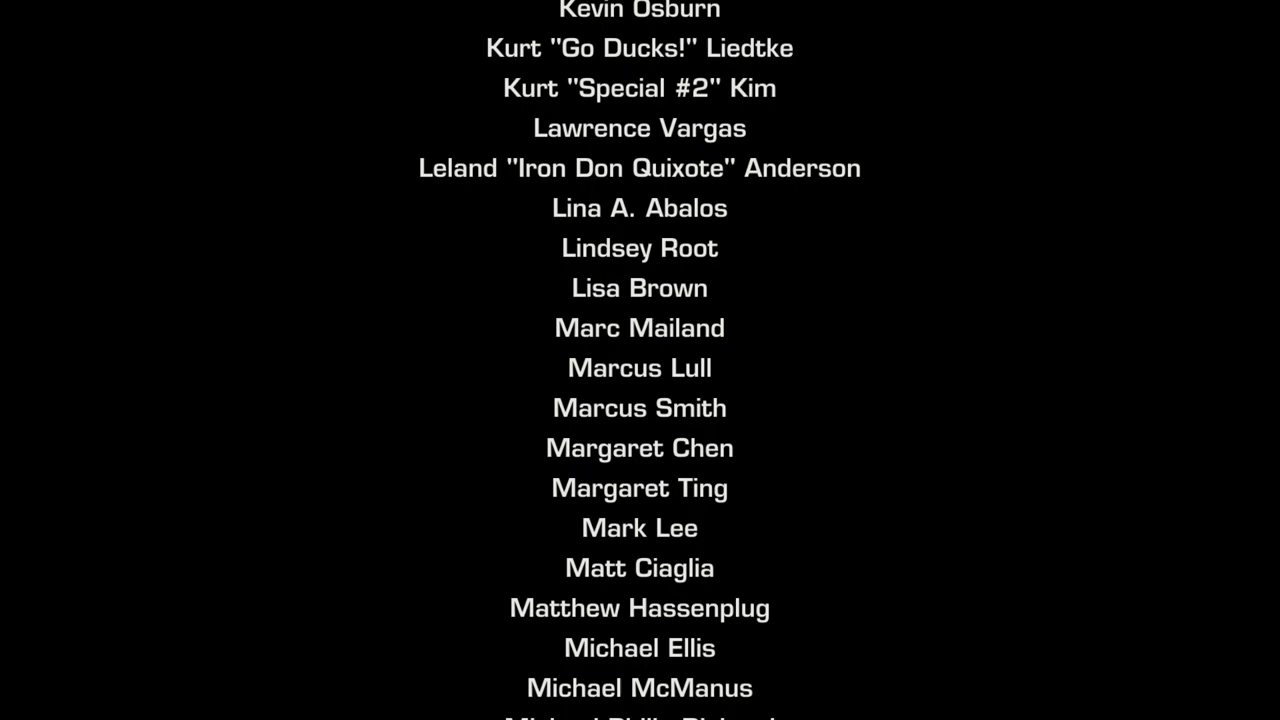 Kevin Osburn
Kurt "Go Ducks!" Liedtke
Kurt "Special #2" Kim
Lawrence Vargas
Leland "Iron Don Quixote" Anderson
Lina A. Abalos
Lindsey Root
Lisa Brown
Marc Mailand
Marcus Lull
Marcus Smith
Margaret Chen
Margaret Ting
Mark Lee
Matt Ciaglia
Matthew Hassenplug
Michael Ellis
Michael McManus
Michael